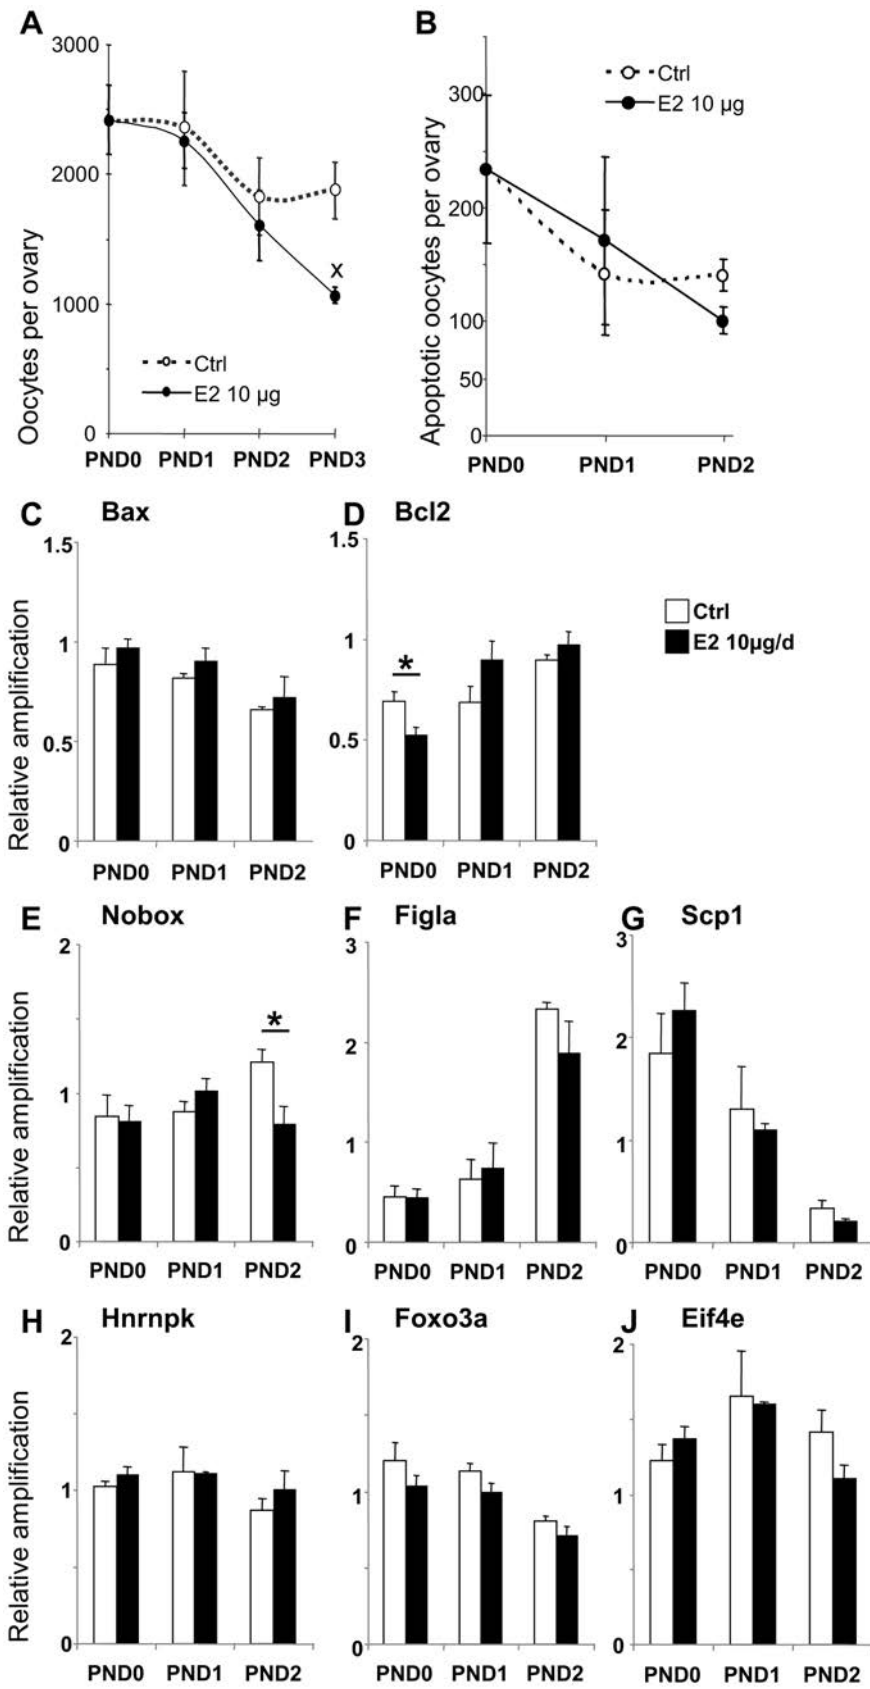 A
B
3000
2000
1000
0
Oocytes per ovary
X
Ctrl
E2 10 µg
PND0 PND1 PND2 PND3
300
200
100
50
0
Apoptotic oocytes per ovary
Ctrl
E2 10 µg
PND0 PND1 PND2
C Bax
1.5
1
0.5
0
Relative amplification
PND0 PND1 PND2
D Bcl2
1.5
1
0.5
0
*
PND0 PND1 PND2
Ctrl
E2 10µg/d
E Nobox
2
1
0
Relative amplification
*
PND0 PND1 PND2
F Figla
3
2
1
0
PND0 PND1 PND2
G Scp1
3
2
1
0
PND0 PND1 PND2
H Hnrnpk
2
1
0
Relative amplification
PND0 PND1 PND2
I Foxo3a
2
1
0
PND0 PND1 PND2
J Eif4e
2
1
0
PND0 PND1 PND2